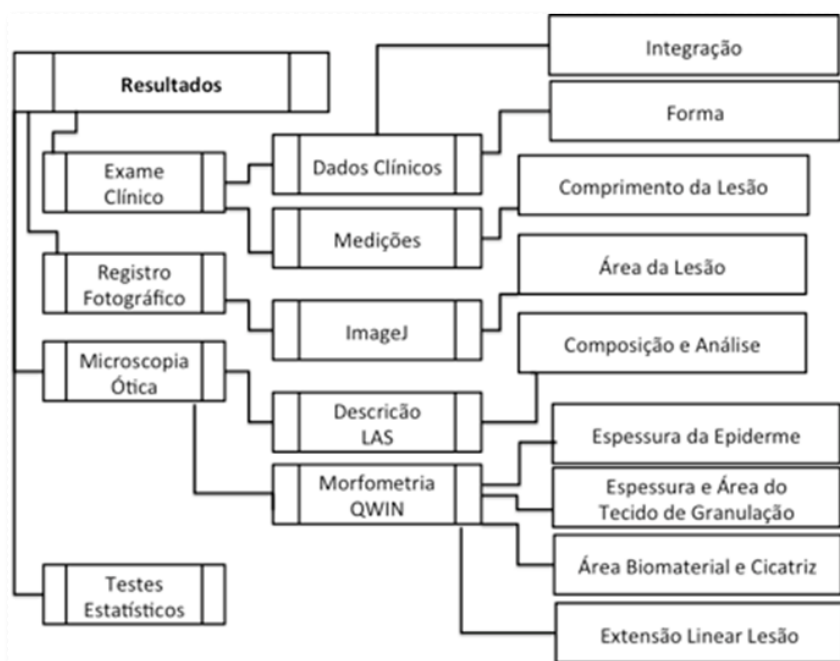 Resultados
Exame
Clínico
Registro
Fotográfico
Microscopia
Ótica
Testes
Estatísticos
Dados Clínicos
Medições
ImageJ
Descricão
LAS
Morfometria
QWIN
Integração
Forma
Comprimento da Lesão
Área da Lesão
Composição e Análise
Espessura da Epiderme
Espessura e Área do
Tecido de Granulação
Área Biomaterial e Cicatriz
Extensão Linear Lesão